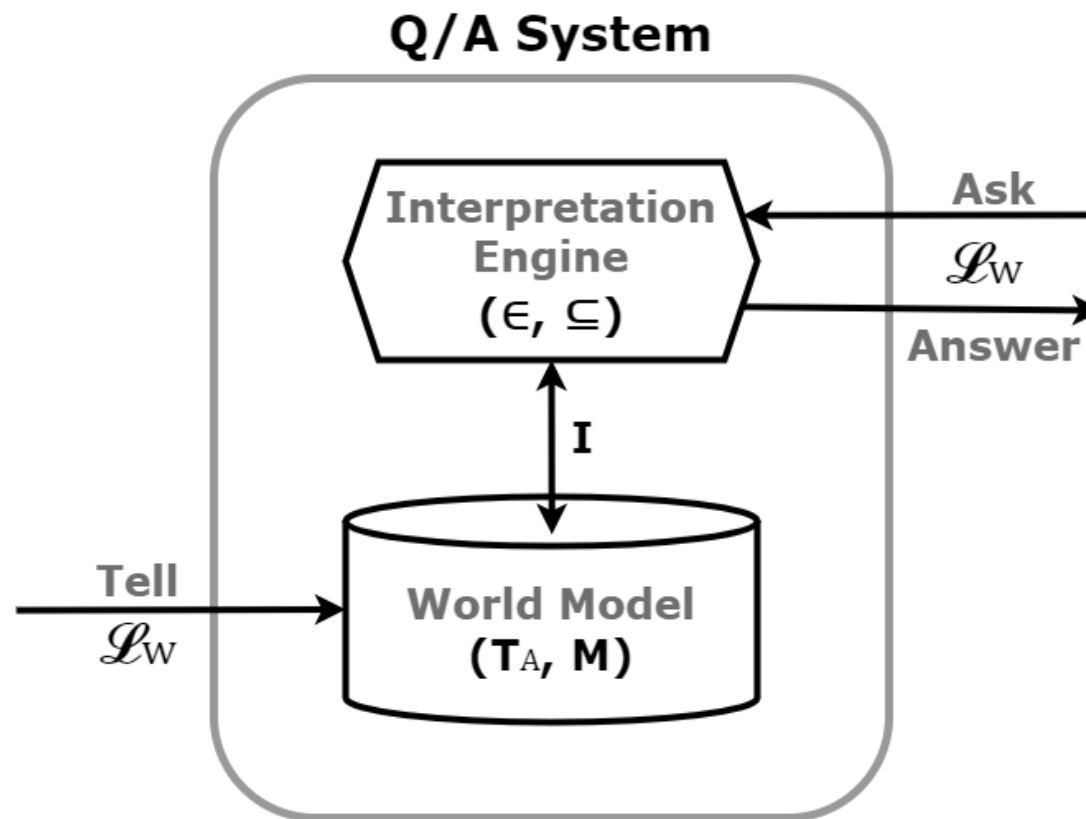 Q/A System
Interpretation
Engine
(∈, ⊆)
Ask
ℒW
Answer
I
Tell
ℒW
World Model
(TA, M)